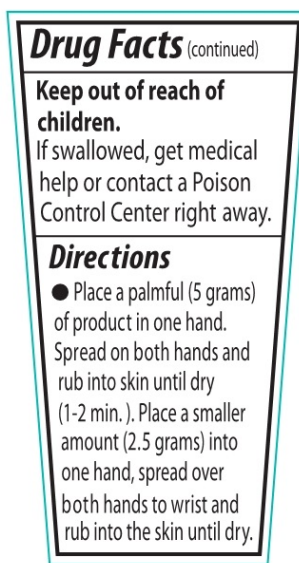 Drug Facts (continued)
Keep out of reach of
children.
If swallowed, get medical
help or contact a Poison
Control Center right away.
Directions
● Place a palmful (5 grams)
of product in one hand.
Spread on both hands and
rub into skin until dry
(1-2 min. ). Place a smaller
amount (2.5 grams) into
one hand, spread over
both hands to wrist and
rub into the skin until dry.